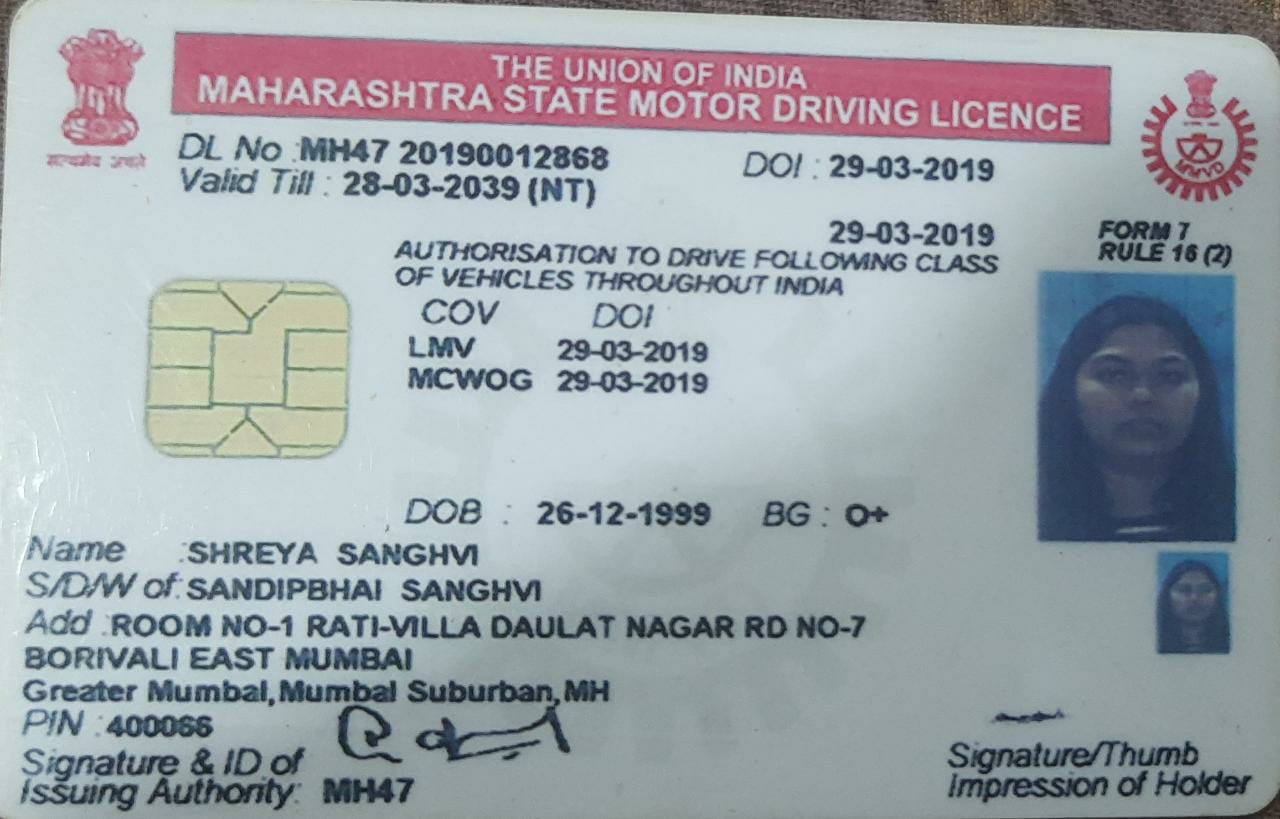 THE UNION OF INDIA
MAHARASHTRA STATE MOTOR DRIVING LICENCE
सत्यमेव जयते
MMVD
DL No : MH47 20190012868 DOI : 29-03-2019
Valid Till : 28-03-2039 (NT)
29-03-2019 FORM 7
RULE 16 (2)
AUTHORISATION TO DRIVE FOLLOWING CLASS
OF VEHICLES THROUGHOUT INDIA
COV DOI
LMV 29-03-2019
MCWOG 29-03-2019
DOB : 26-12-1999 BG : O+
Name : SHREYA SANGHVI
S/D/W of : SANDIPBHAI SANGHVI
Add : ROOM NO-1 RATI-VILLA DAULAT NAGAR RD NO-7
BORIVALI EAST MUMBAI
Greater Mumbai, Mumbai Suburban, MH
PIN : 400066
Signature & ID of
Issuing Authority: MH47
Signature/Thumb
Impression of Holder